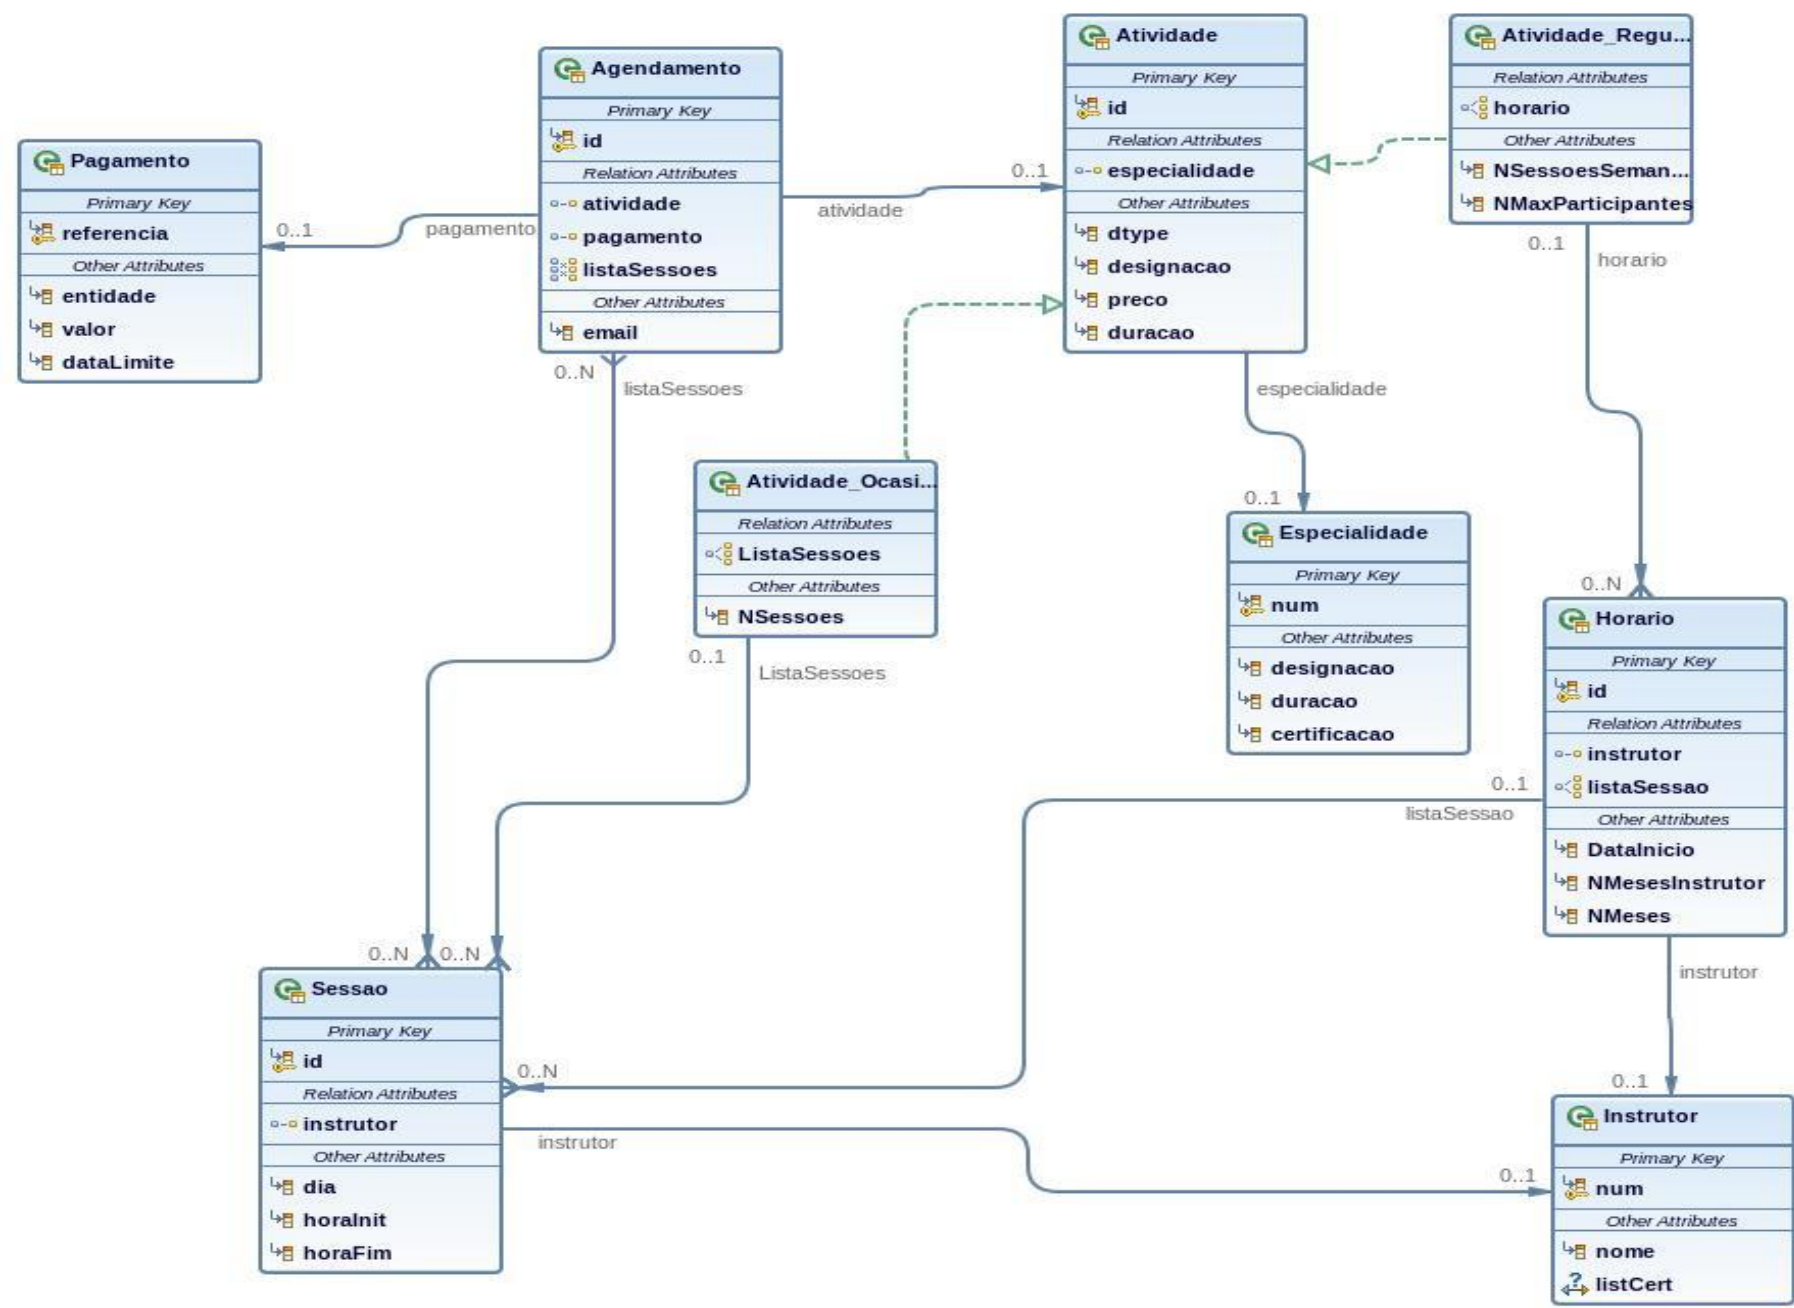 Pagamento
Primary Key
referencia
Other Attributes
entidade
valor
dataLimite
0..1
pagamento
Agendamento
Primary Key
id
Relation Attributes
atividade
pagamento
listaSessoes
Other Attributes
email
0..N
listaSessoes
0..1
atividade
Atividade
Primary Key
id
Relation Attributes
especialidade
Other Attributes
dtype
designacao
preco
duracao
especialidade
0..1
Atividade_Regu...
Relation Attributes
horario
Other Attributes
NSessoesSeman...
NMaxParticipantes
0..1
horario
0..N
Atividade_Ocasi...
Relation Attributes
ListaSessoes
Other Attributes
NSessoes
0..1
ListaSessoes
Especialidade
Primary Key
num
Other Attributes
designacao
duracao
certificacao
Horario
Primary Key
id
Relation Attributes
instrutor
listaSessao
Other Attributes
DataInicio
NMesesInstrutor
NMeses
0..1
listaSessao
instrutor
0..1
0..N
0..N
Sessao
Primary Key
id
Relation Attributes
instrutor
Other Attributes
dia
horaInit
horaFim
0..N
instrutor
0..1
Instrutor
Primary Key
num
Other Attributes
nome
listCert